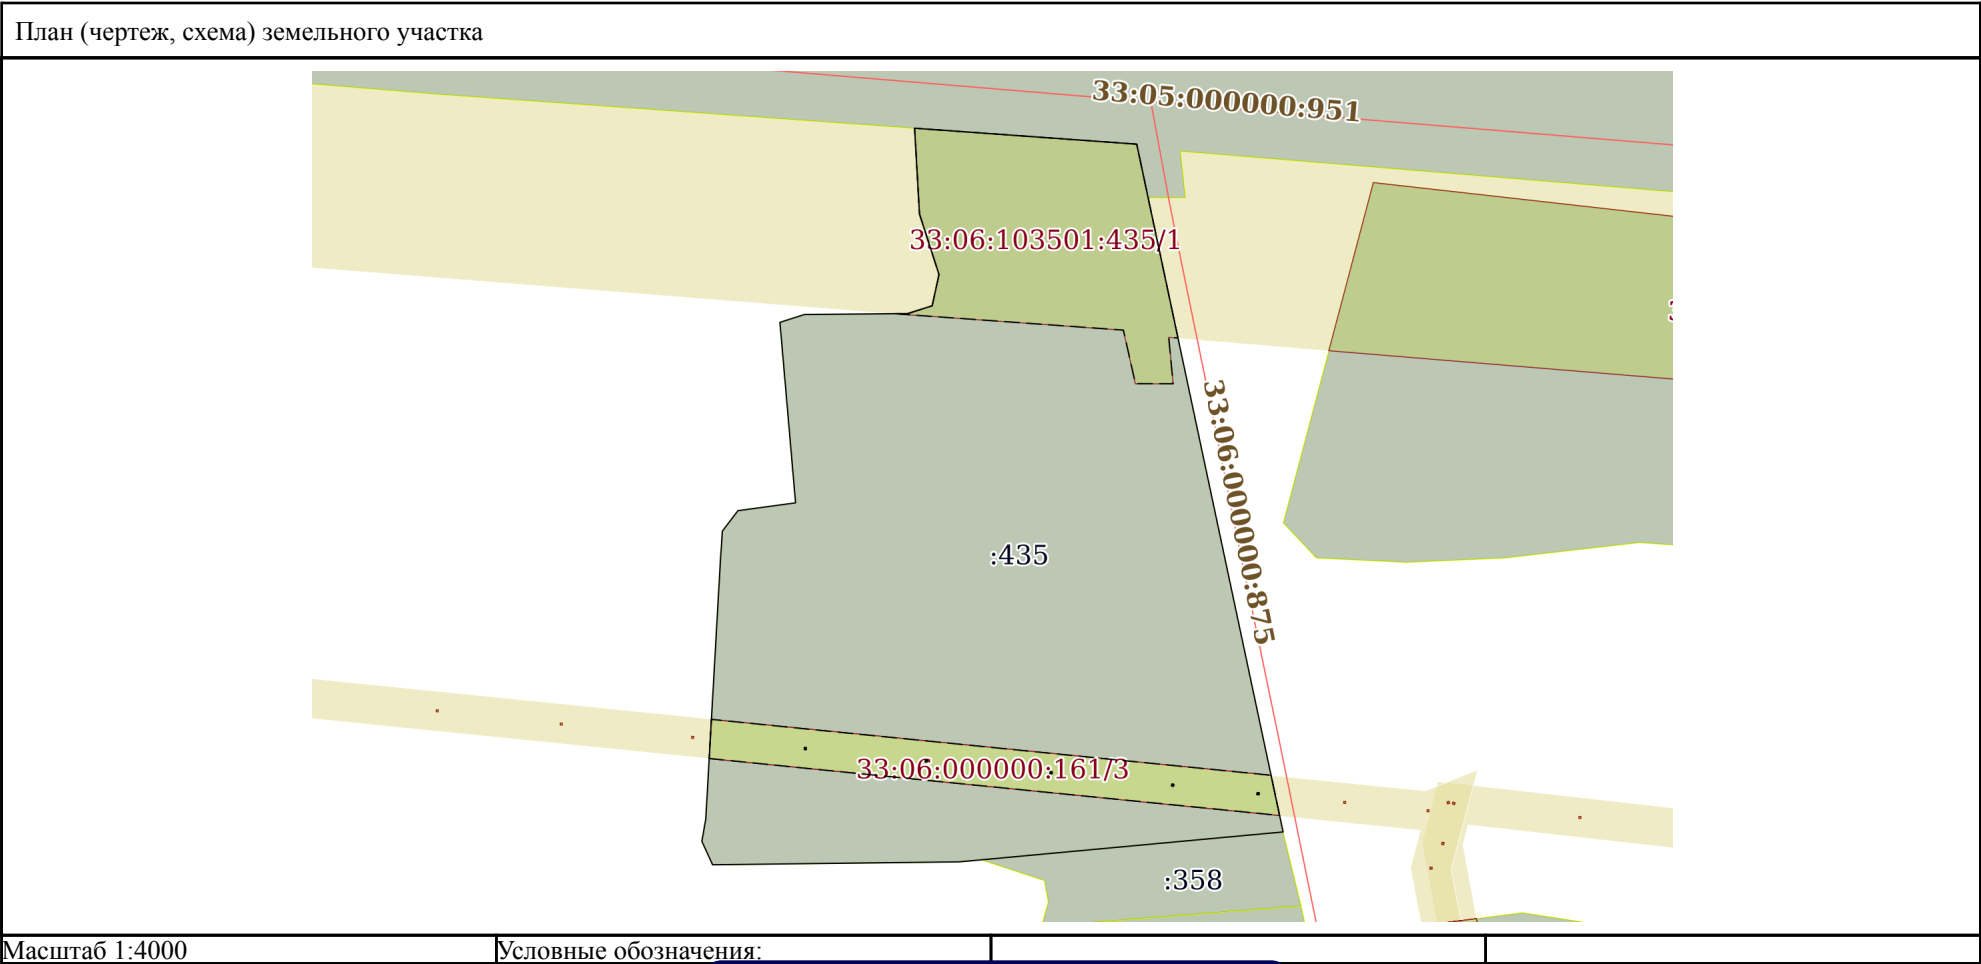 План (чертеж, схема) земельного участка
33:05:000000:951
33:06:103501:435/1
33:06:000000:875
:435
33:06:000000:161/3
:358
Масштаб 1:4000
Условные обозначения: